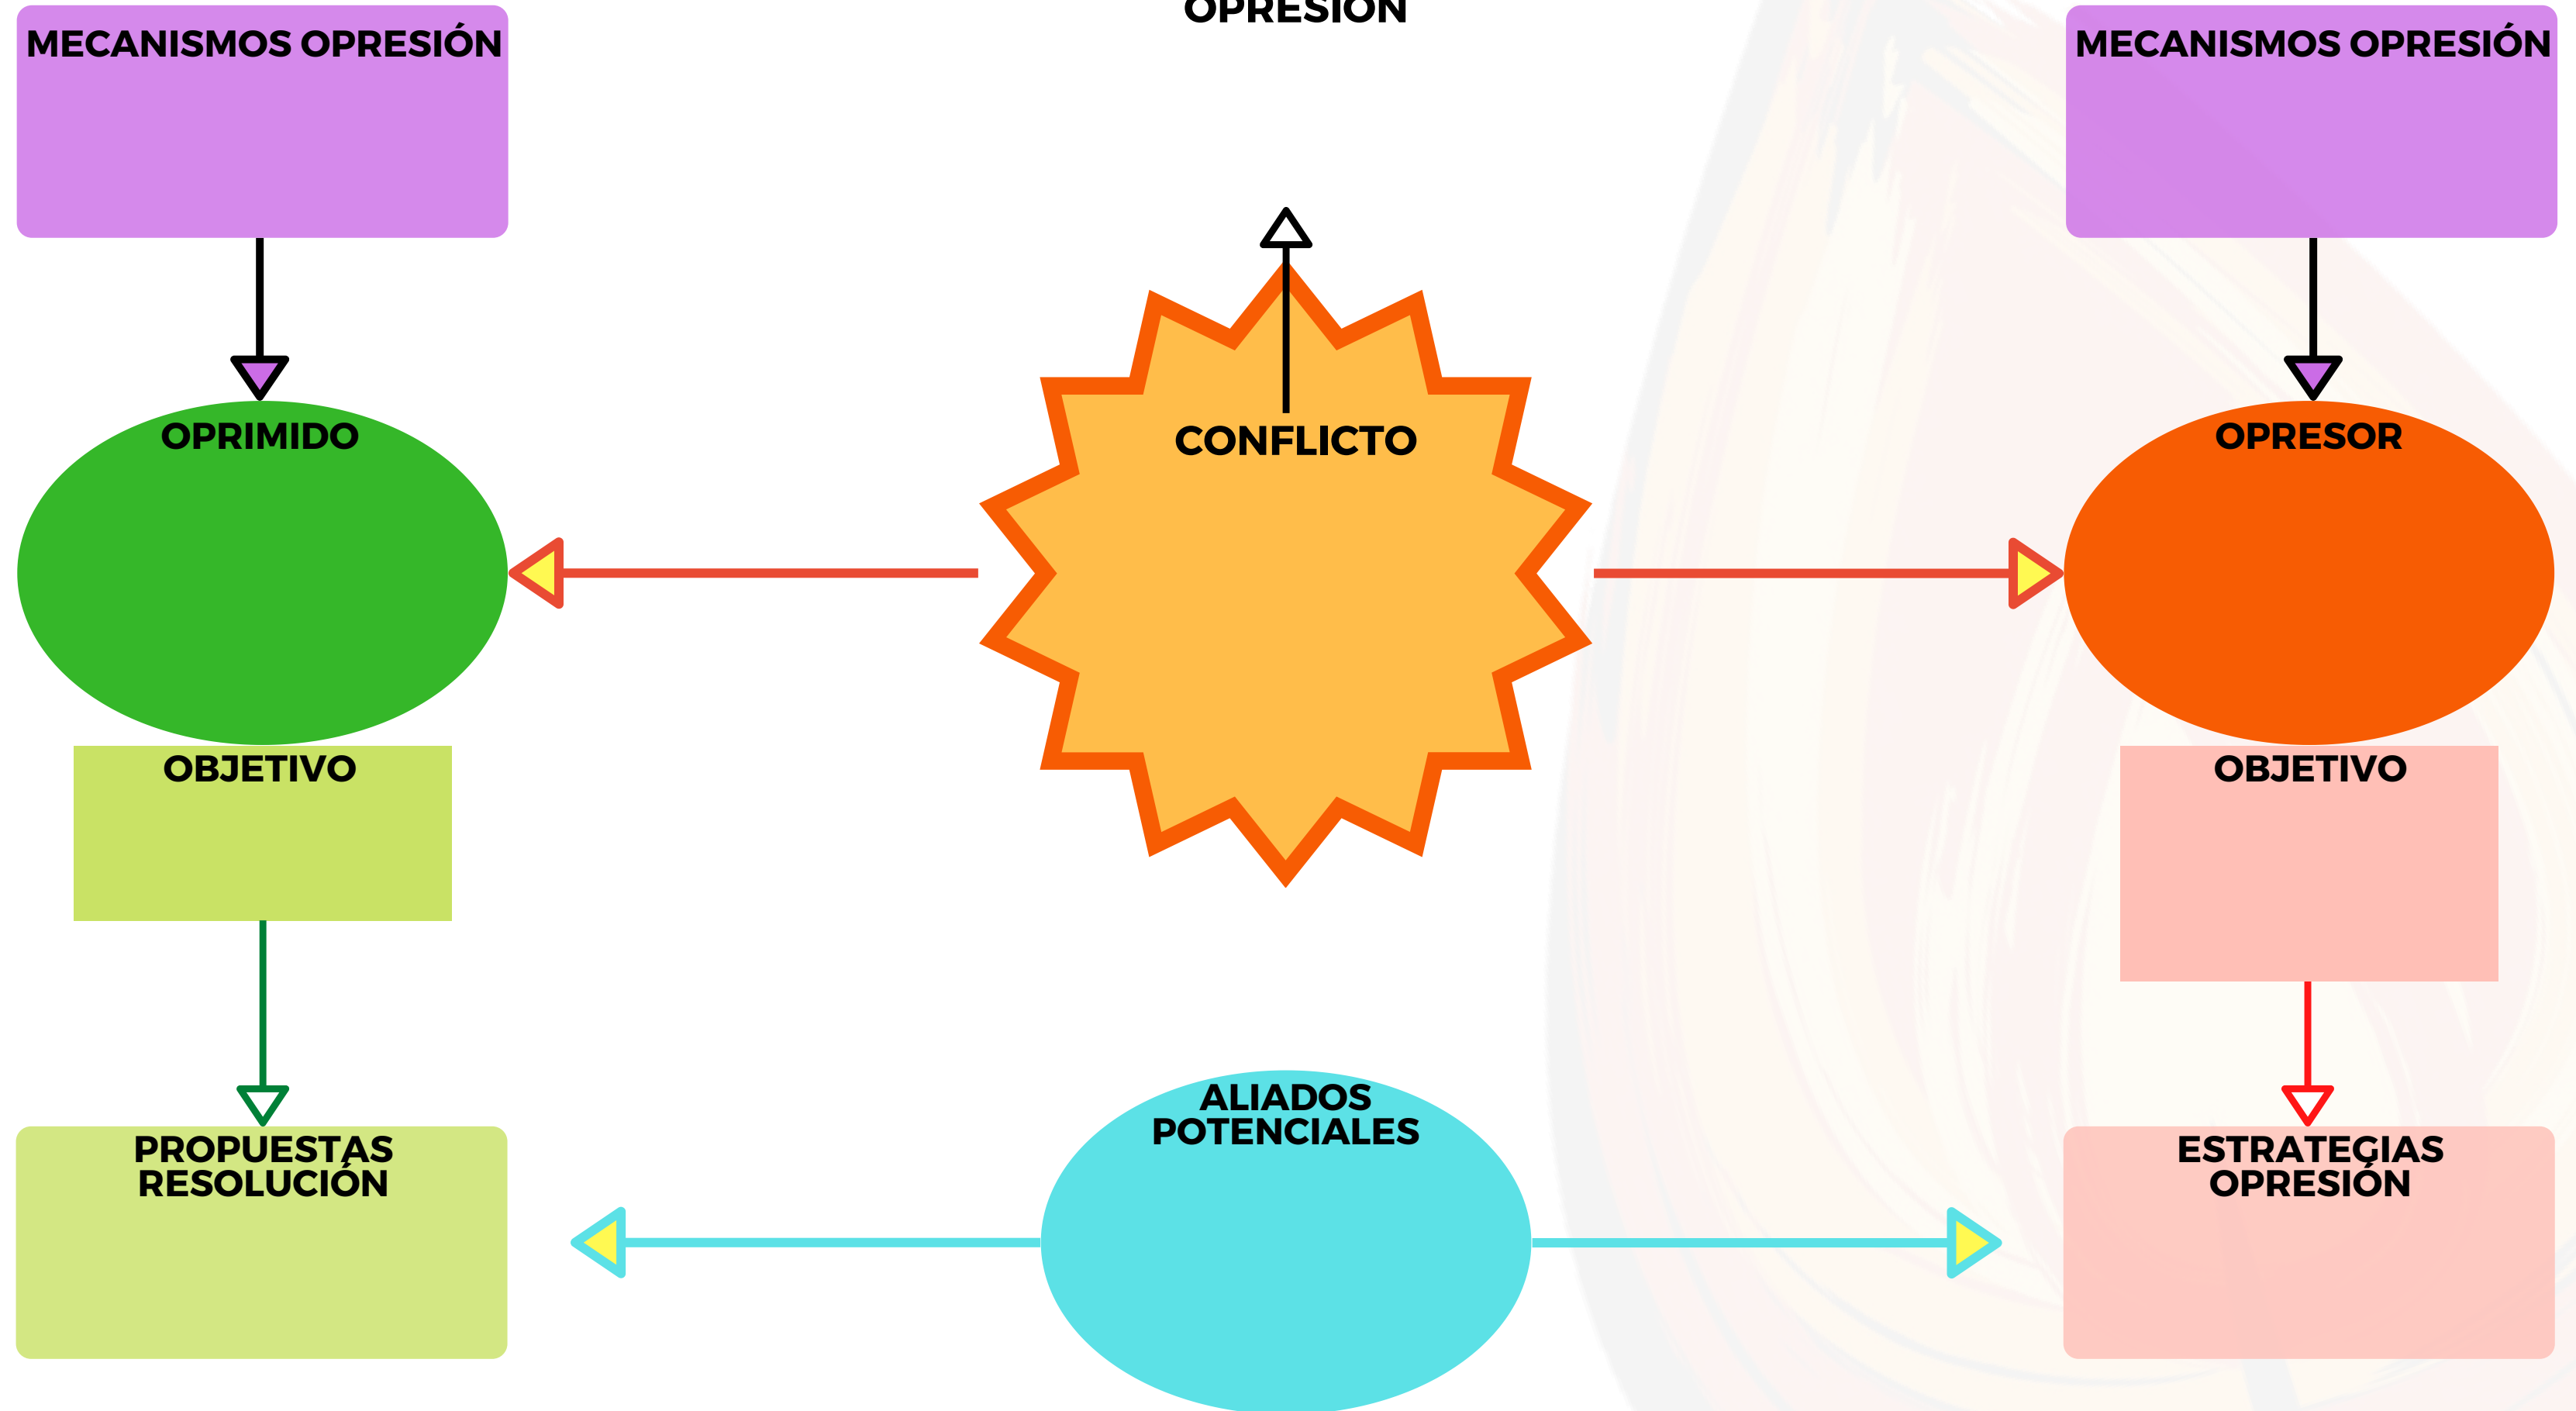 OPRESIÓN
MECANISMOS OPRESIÓN
MECANISMOS OPRESIÓN
OPRIMIDO
CONFLICTO
OPRESOR
OBJETIVO
OBJETIVO
ALIADOS
POTENCIALES
PROPUESTAS
RESOLUCIÓN
ESTRATEGIAS
OPRESIÓN